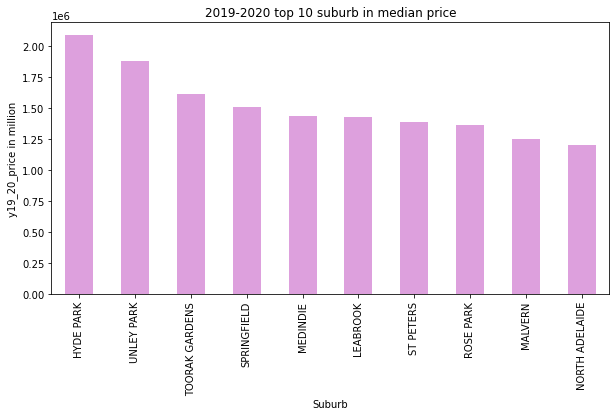 2019-2020 top 10 suburb in median price
1e6
y19_20_price in million
2.00
1.75
1.50
1.25
1.00
0.75
0.50
0.25
0.00
HYDE PARK
UNLEY PARK
TOORAK GARDENS
SPRINGFIELD
MEDINDIE
LEABROOK
ST PETERS
ROSE PARK
MALVERN
NORTH ADELAIDE
Suburb